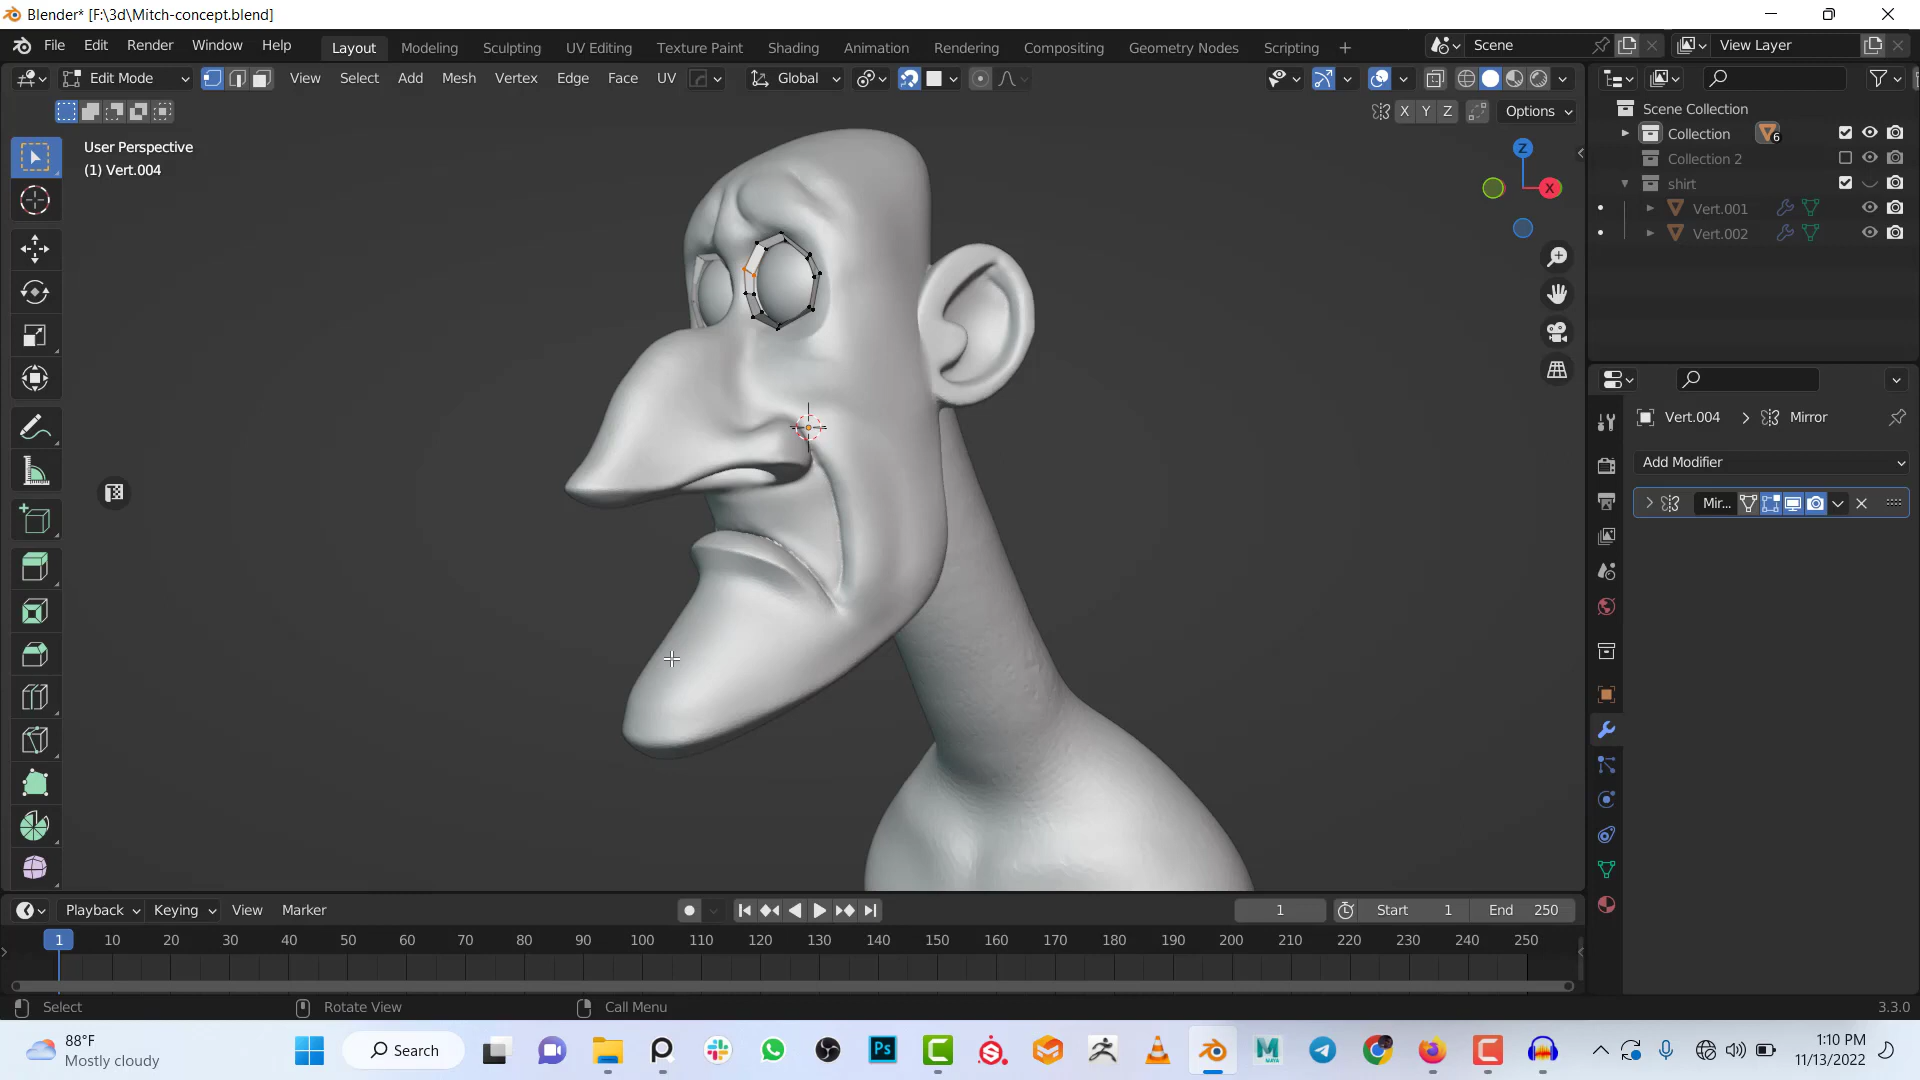 Blender* [F:\3d\Mitch-concept.blend]
File Edit Render Window Help
Layout Modeling Sculpting UV Editing Texture Paint Shading Animation Rendering Compositing Geometry Nodes Scripting
Scene
View Layer
Edit Mode
View Select Add Mesh Vertex Edge Face UV
Global
X Y Z
Options
User Perspective
(1) Vert.004
Z
X
Scene Collection
Collection
6
Collection 2
shirt
Vert.001
Vert.002
Vert.004
Mirror
Add Modifier
Mir...
Playback Keying View Marker
1
Start 1
End 250
1 10 20 30 40 50 60 70 80 90 100 110 120 130 140 150 160 170 180 190 200 210 220 230 240 250
Select
Rotate View
Call Menu
3.3.0
88°F
Mostly cloudy
Search
Ps
MAYA
1:10 PM
11/13/2022